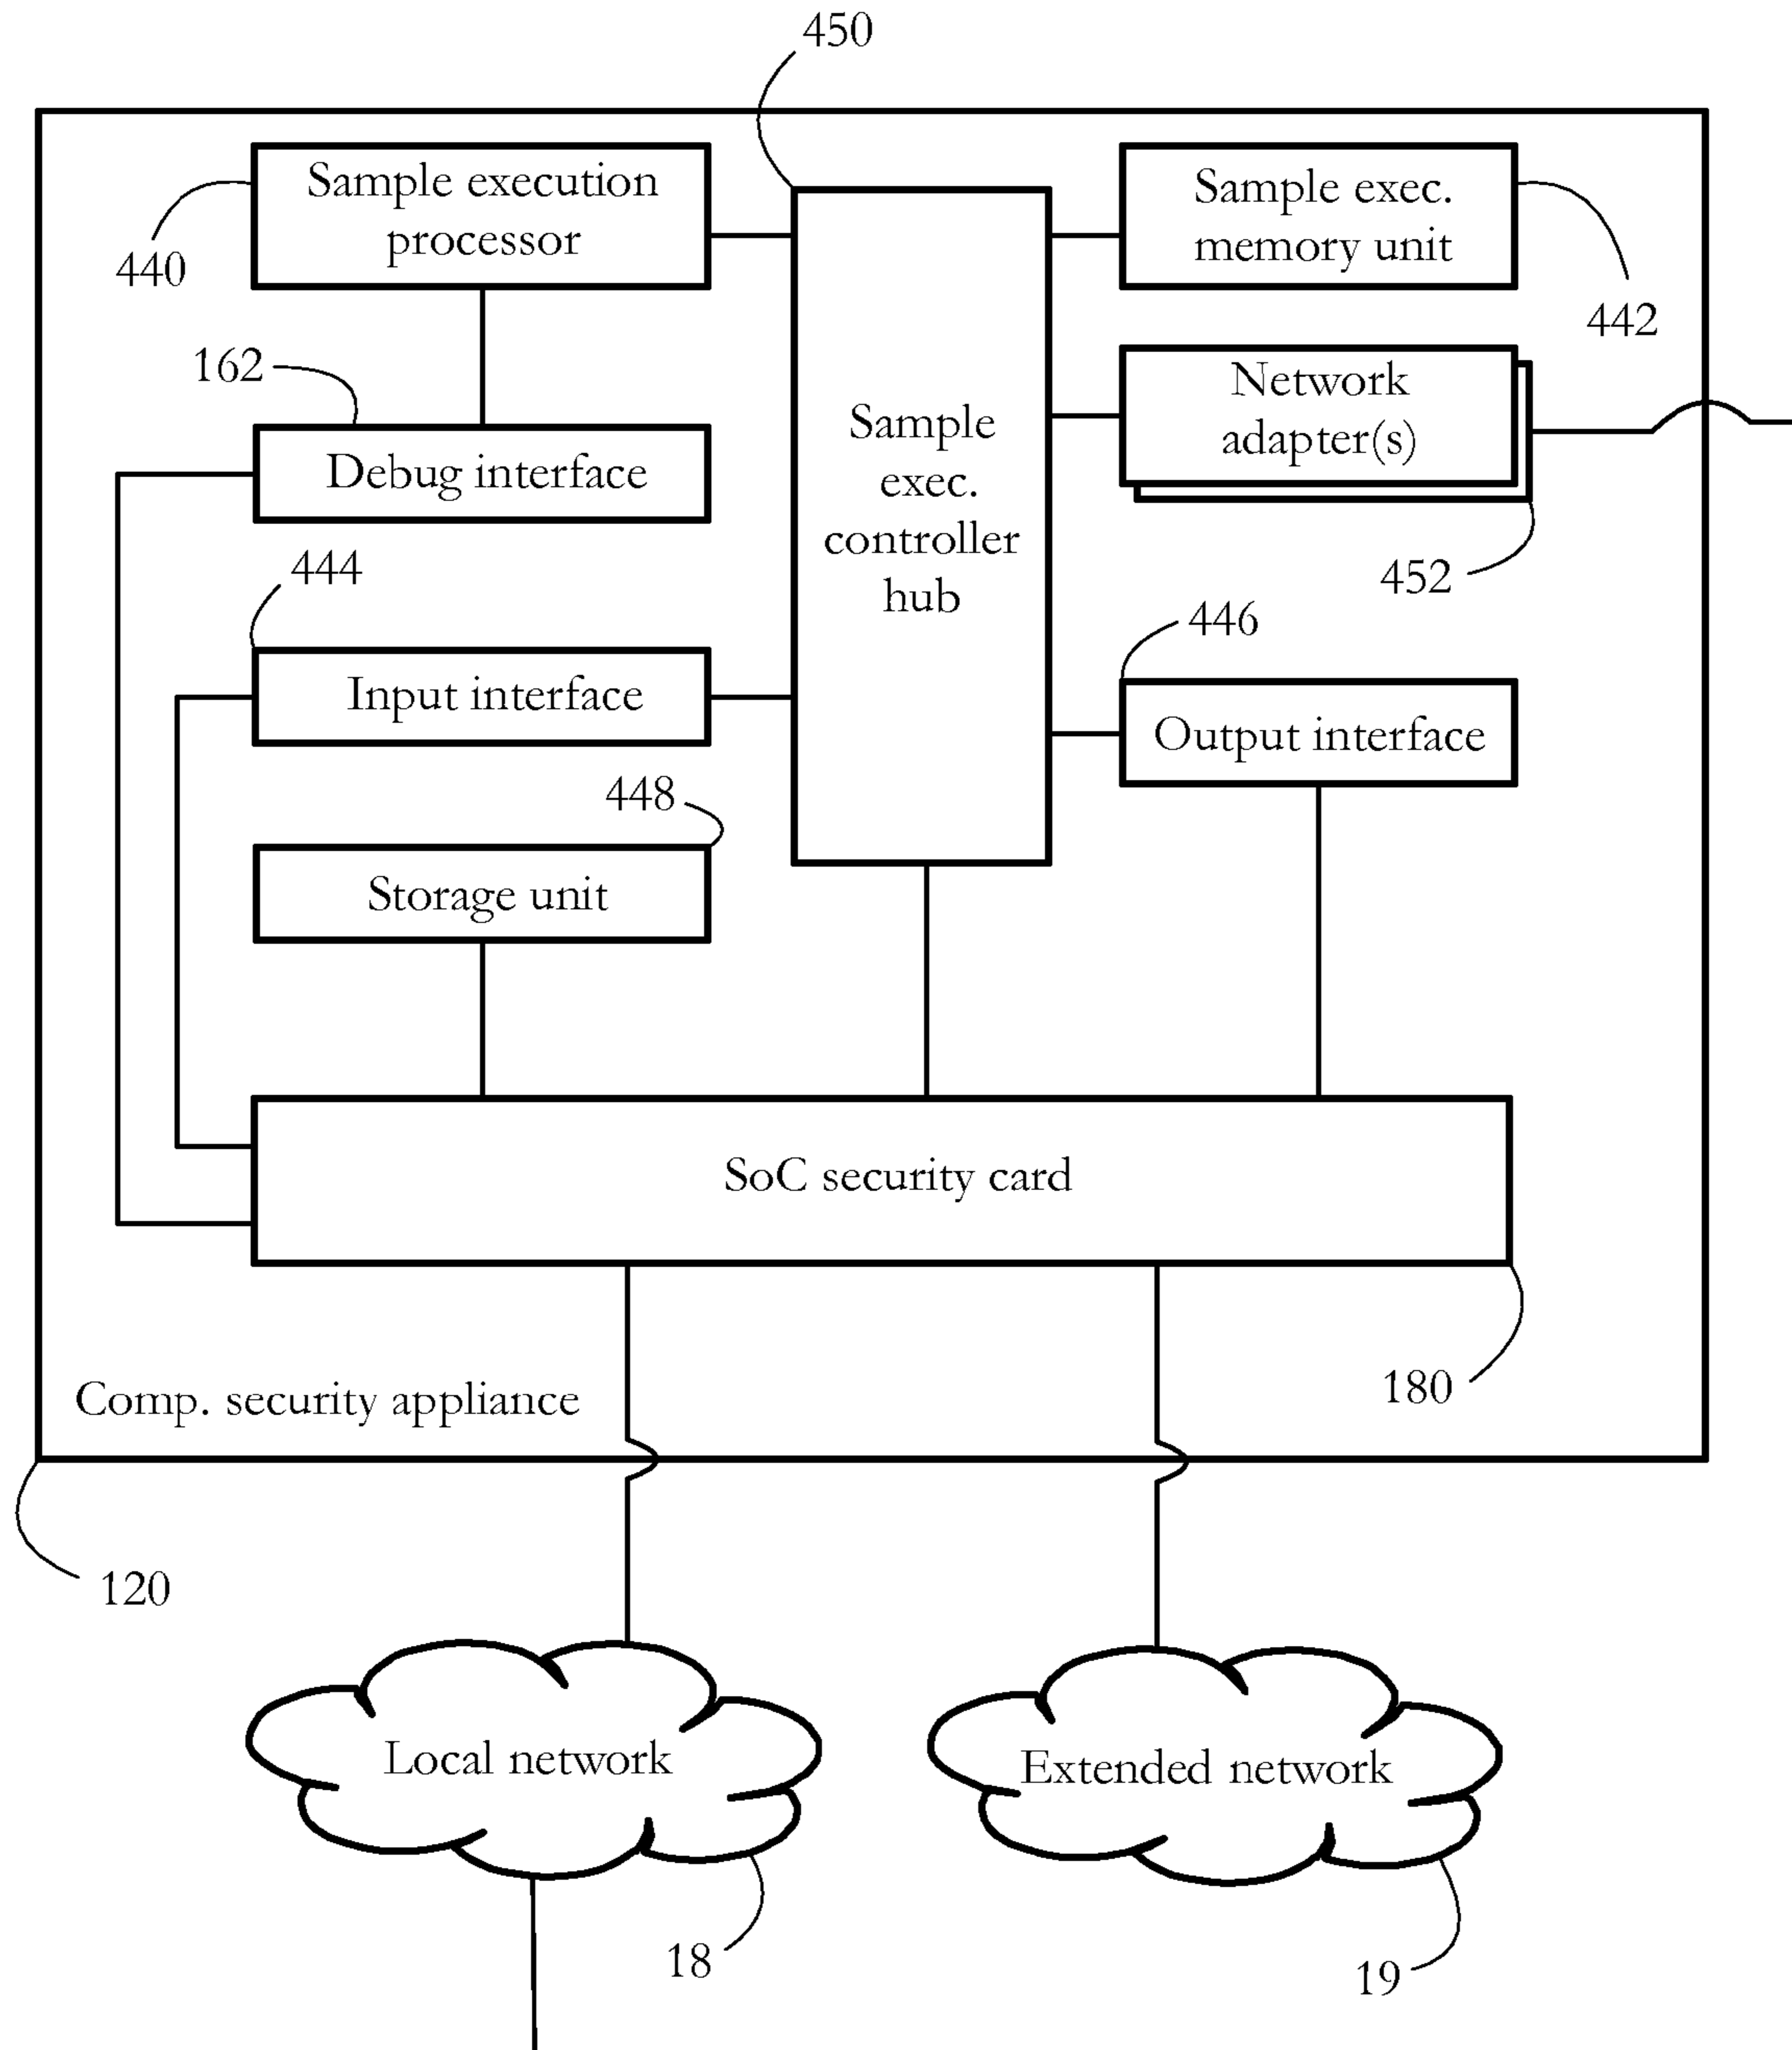 450
Sample execution
processor
440
Sample exec.
memory unit
442
162
Debug interface
Network
adapter(s)
452
Sample
exec.
controller
hub
444
Input interface
446
Output interface
448
Storage unit
SoC security card
180
Comp. security appliance
120
Local network
18
Extended network
19